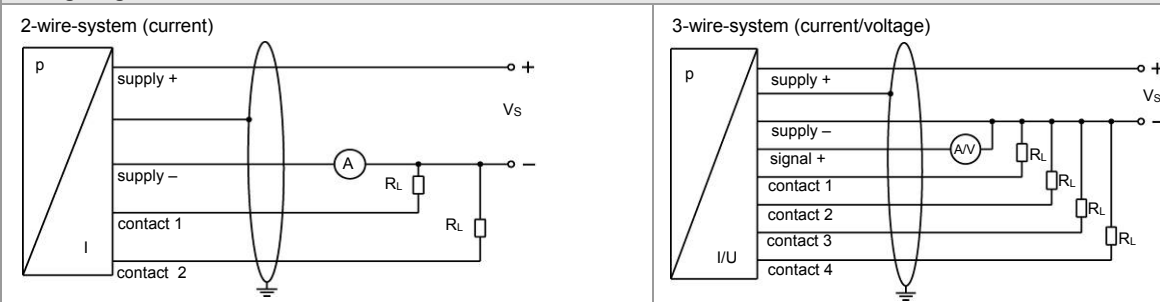 2-wire-system (current)
p
supply +
+
VS
supply –
A
–
RL
contact 1
RL
I
contact 2
3-wire-system (current/voltage)
p
supply +
+
VS
supply –
–
signal +
A/V
RL
contact 1
RL
contact 2
RL
contact 3
RL
I/U
contact 4